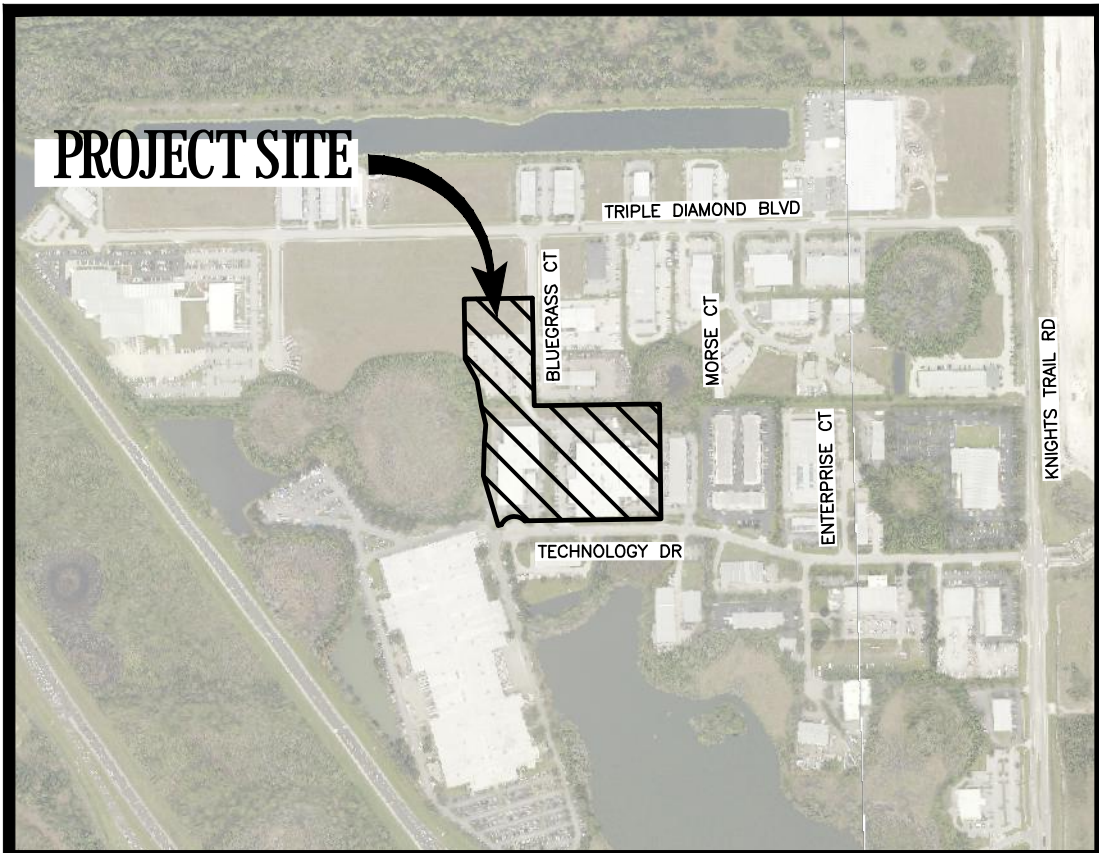 PROJECT SITE
TRIPLE DIAMOND BLVD
BLUEGRASS CT
MORSE CT
KNIGHTS TRAIL RD
ENTERPRISE CT
TECHNOLOGY DR